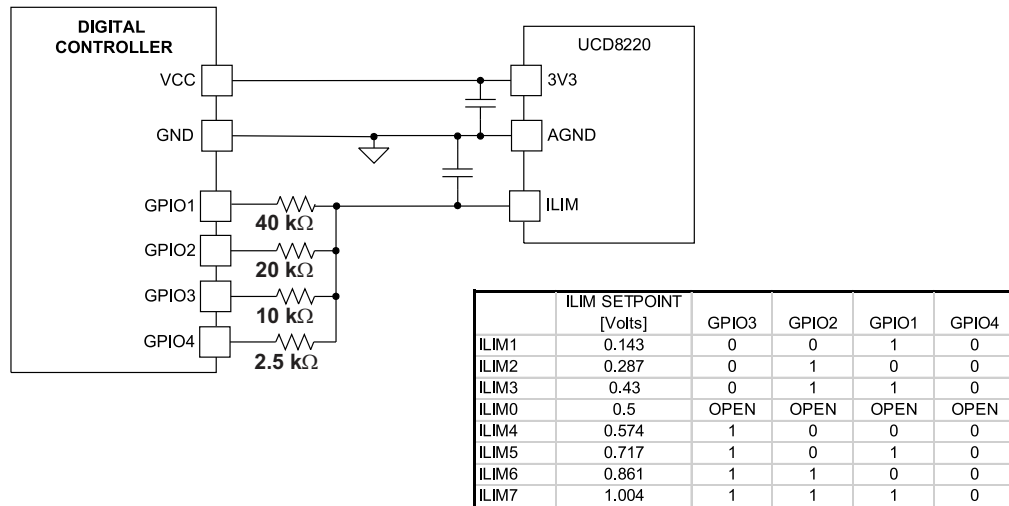 DIGITAL
CONTROLLER
UCD8220
VCC
3V3
GND
AGND
GPIO1
40 kΩ
ILIM
GPIO2
20 kΩ
GPIO3
10 kΩ
GPIO4
2.5 kΩ
ILIM SETPOINT
[Volts] GPIO3 GPIO2 GPIO1 GPIO4
ILIM1 0.143 0 0 1 0
ILIM2 0.287 0 1 0 0
ILIM3 0.43 0 1 1 0
ILIM0 0.5 OPEN OPEN OPEN OPEN
ILIM4 0.574 1 0 0 0
ILIM5 0.717 1 0 1 0
ILIM6 0.861 1 1 0 0
ILIM7 1.004 1 1 1 0